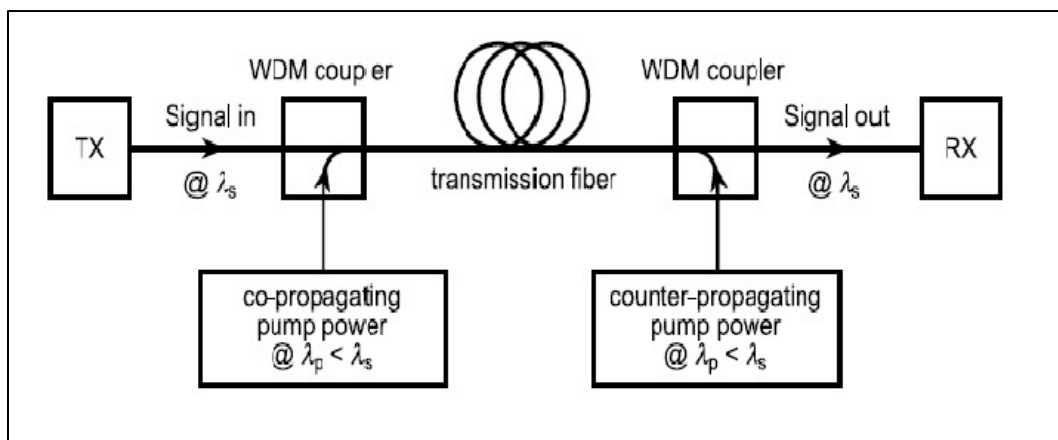 WDM coup er
WDM coupler
TX
Signal in
@ λs
transmission fiber
Signal out
@ λs
RX
co-propagating
pump power
@ λp < λs
counter-propagating
pump power
@ λp < λs